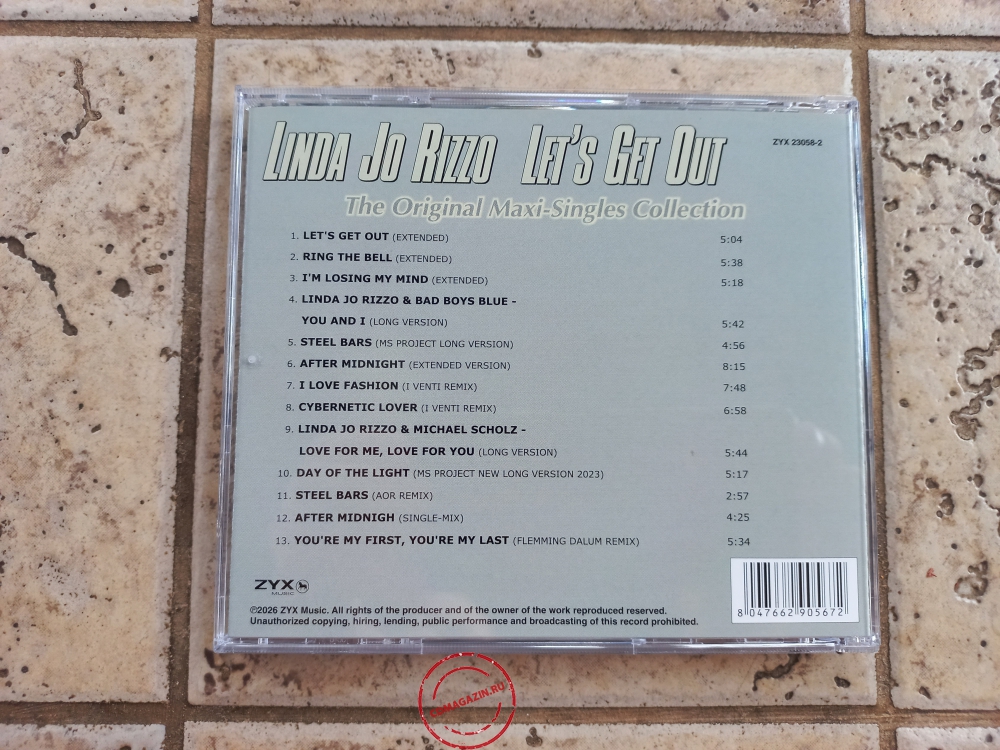 LINDA JO RIZZO LET'S GET OUT
ZYX 23058-2
The Original Maxi-Singles Collection
1. LET'S GET OUT (EXTENDED) 5:04
2. RING THE BELL (EXTENDED) 5:38
3. I'M LOSING MY MIND (EXTENDED) 5:18
4. LINDA JO RIZZO & BAD BOYS BLUE -
YOU AND I (LONG VERSION) 5:42
5. STEEL BARS (MS PROJECT LONG VERSION) 4:56
6. AFTER MIDNIGHT (EXTENDED VERSION) 8:15
7. I LOVE FASHION (I VENTI REMIX) 7:48
8. CYBERNETIC LOVER (I VENTI REMIX) 6:58
9. LINDA JO RIZZO & MICHAEL SCHOLZ -
LOVE FOR ME, LOVE FOR YOU (LONG VERSION) 5:44
10. DAY OF THE LIGHT (MS PROJECT NEW LONG VERSION 2023) 5:17
11. STEEL BARS (AOR REMIX) 2:57
12. AFTER MIDNIGH (SINGLE-MIX) 4:25
13. YOU'RE MY FIRST, YOU'RE MY LAST (FLEMMING DALUM REMIX) 5:34
ZYX
MUSIC
℗2026 ZYX Music. All rights of the producer and of the owner of the work reproduced reserved.
Unauthorized copying, hiring, lending, public performance and broadcasting of this record prohibited.
8 047662 905672